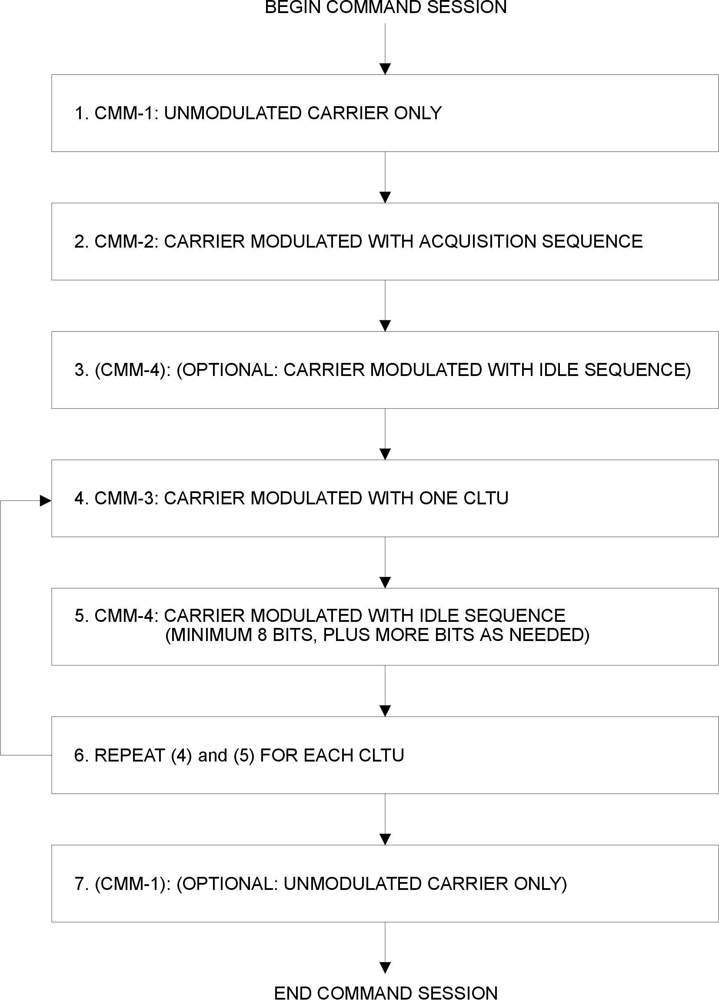 BEGIN COMMAND SESSION
1. CMM-1: UNMODULATED CARRIER ONLY
2. CMM-2: CARRIER MODULATED WITH ACQUISITION SEQUENCE
3. (CMM-4): (OPTIONAL: CARRIER MODULATED WITH IDLE SEQUENCE)
4. CMM-3: CARRIER MODULATED WITH ONE CLTU
5. CMM-4: CARRIER MODULATED WITH IDLE SEQUENCE
(MINIMUM 8 BITS, PLUS MORE BITS AS NEEDED)
6. REPEAT (4) and (5) FOR EACH CLTU
7. (CMM-1): (OPTIONAL: UNMODULATED CARRIER ONLY)
END COMMAND SESSION